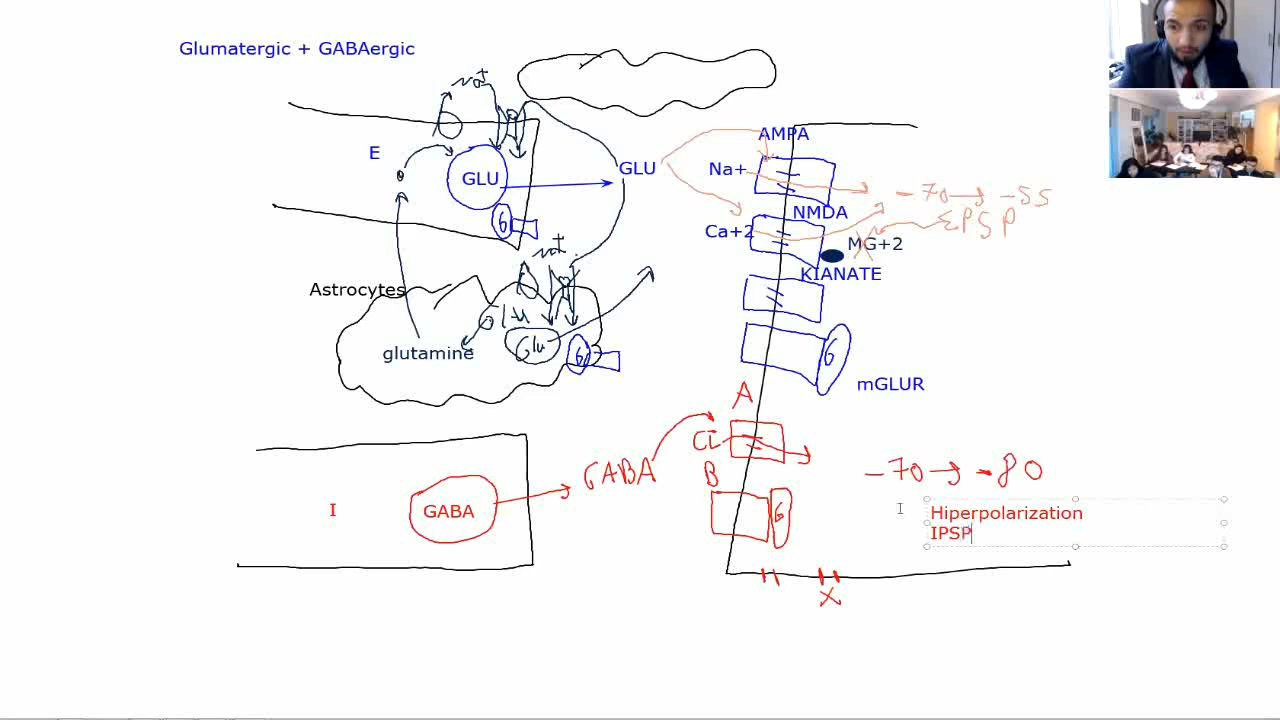 Glumatergic + GABAergic
E
GLU
6
GLU
Astrocytes
glutamine
Glu
G
AMPA
Na+
NMDA
Ca+2
MG+2
KIANATE
G
mGLUR
-70 → -55
EPSP
A
Cl-
B
G
I
GABA
GABA
-70 → -80
Hiperpolarization
IPSP
X